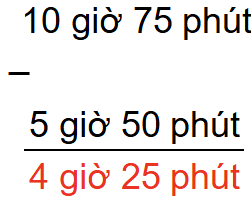 10 giờ 75 phút
–
5 giờ 50 phút
4 giờ 25 phút